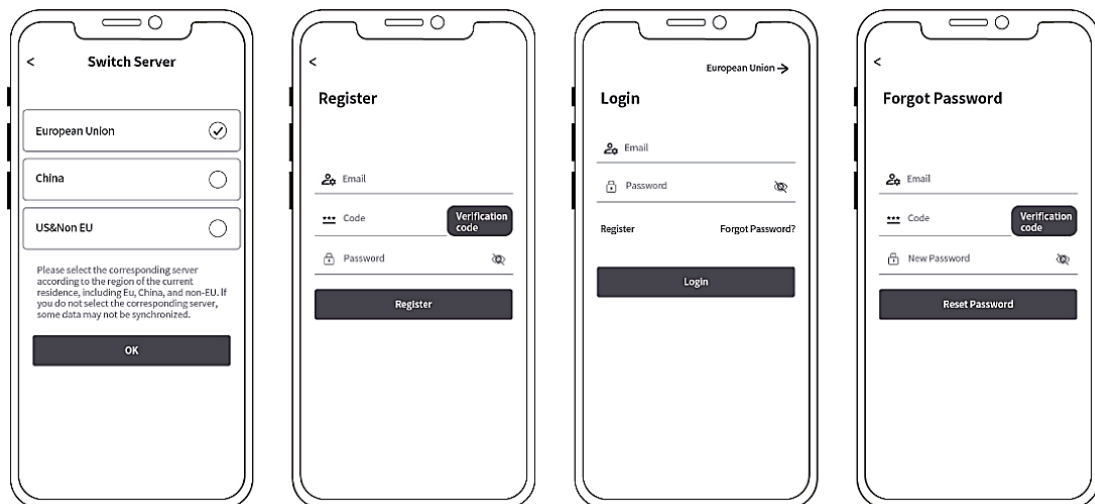 Switch Server
European Union
China
US&Non EU
Please select the corresponding server
according to the region of the current
residence, including Eu, China, and non-EU. If
you do not select the corresponding server,
some data may not be synchronized.
OK
Register
Email
Code
Verification
code
Password
Register
European Union →
Login
Email
Password
Register
Forgot Password?
Login
Forgot Password
Email
Code
Verification
code
New Password
Reset Password